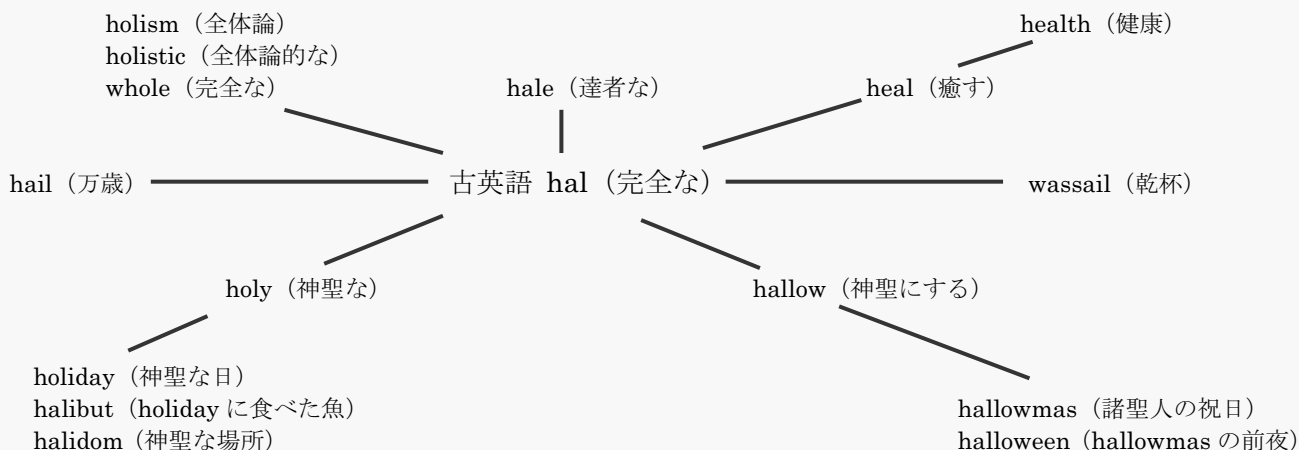 holism（全体論）
holistic（全体論的な）
whole（完全な）
hale（達者な）
health（健康）
heal（癒す）
hail（万歳）
古英語 hal（完全な）
wassail（乾杯）
holy（神聖な）
hallow（神聖にする）
holiday（神聖な日）
halibut（holiday に食べた魚）
halidom（神聖な場所）
hallowmas（諸聖人の祝日）
halloween（hallowmas の前夜）